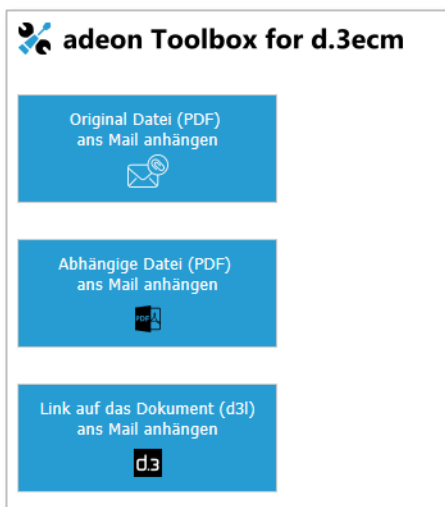 adeon Toolbox for d.3ecm
Original Datei (PDF)
ans Mail anhängen
Abhängige Datei (PDF)
ans Mail anhängen
PDF
Link auf das Dokument (d3l)
ans Mail anhängen
d.3